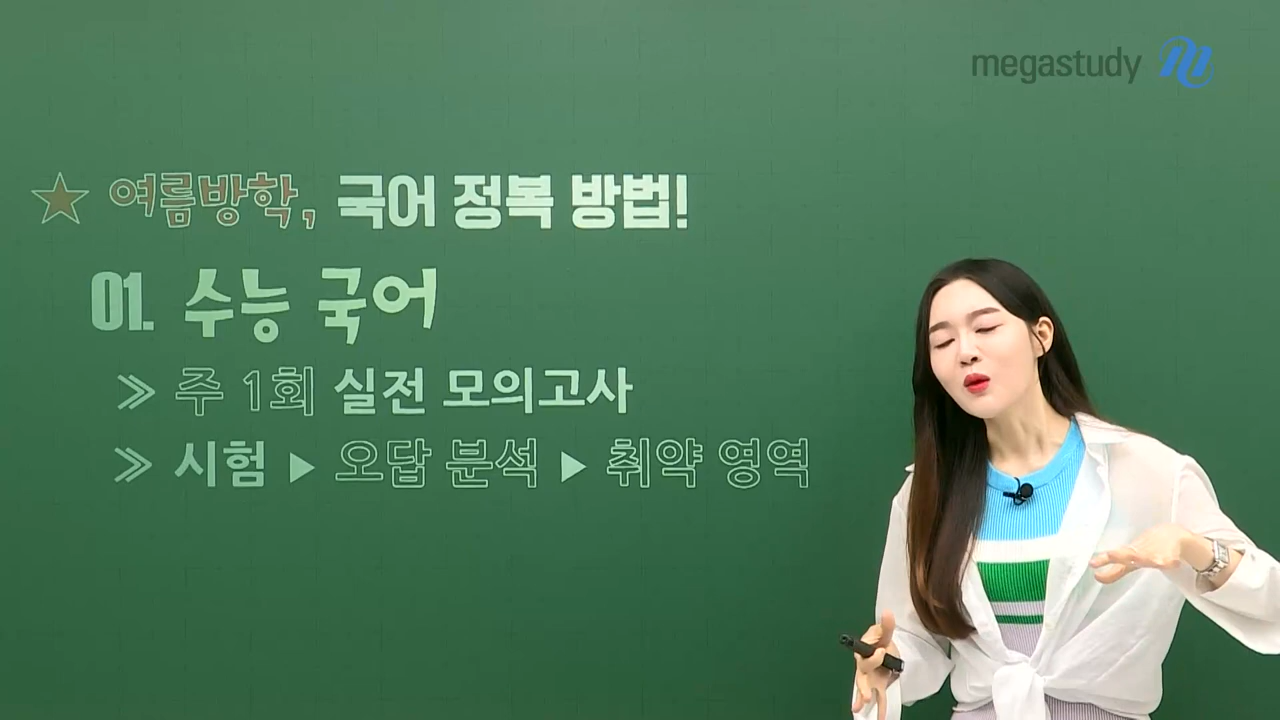 megastudy
★ 여름방학, 국어 정복 방법!
01. 수능 국어
≫ 주 1회 실전 모의고사
≫ 시험 ▶ 오답 분석 ▶ 취약 영역